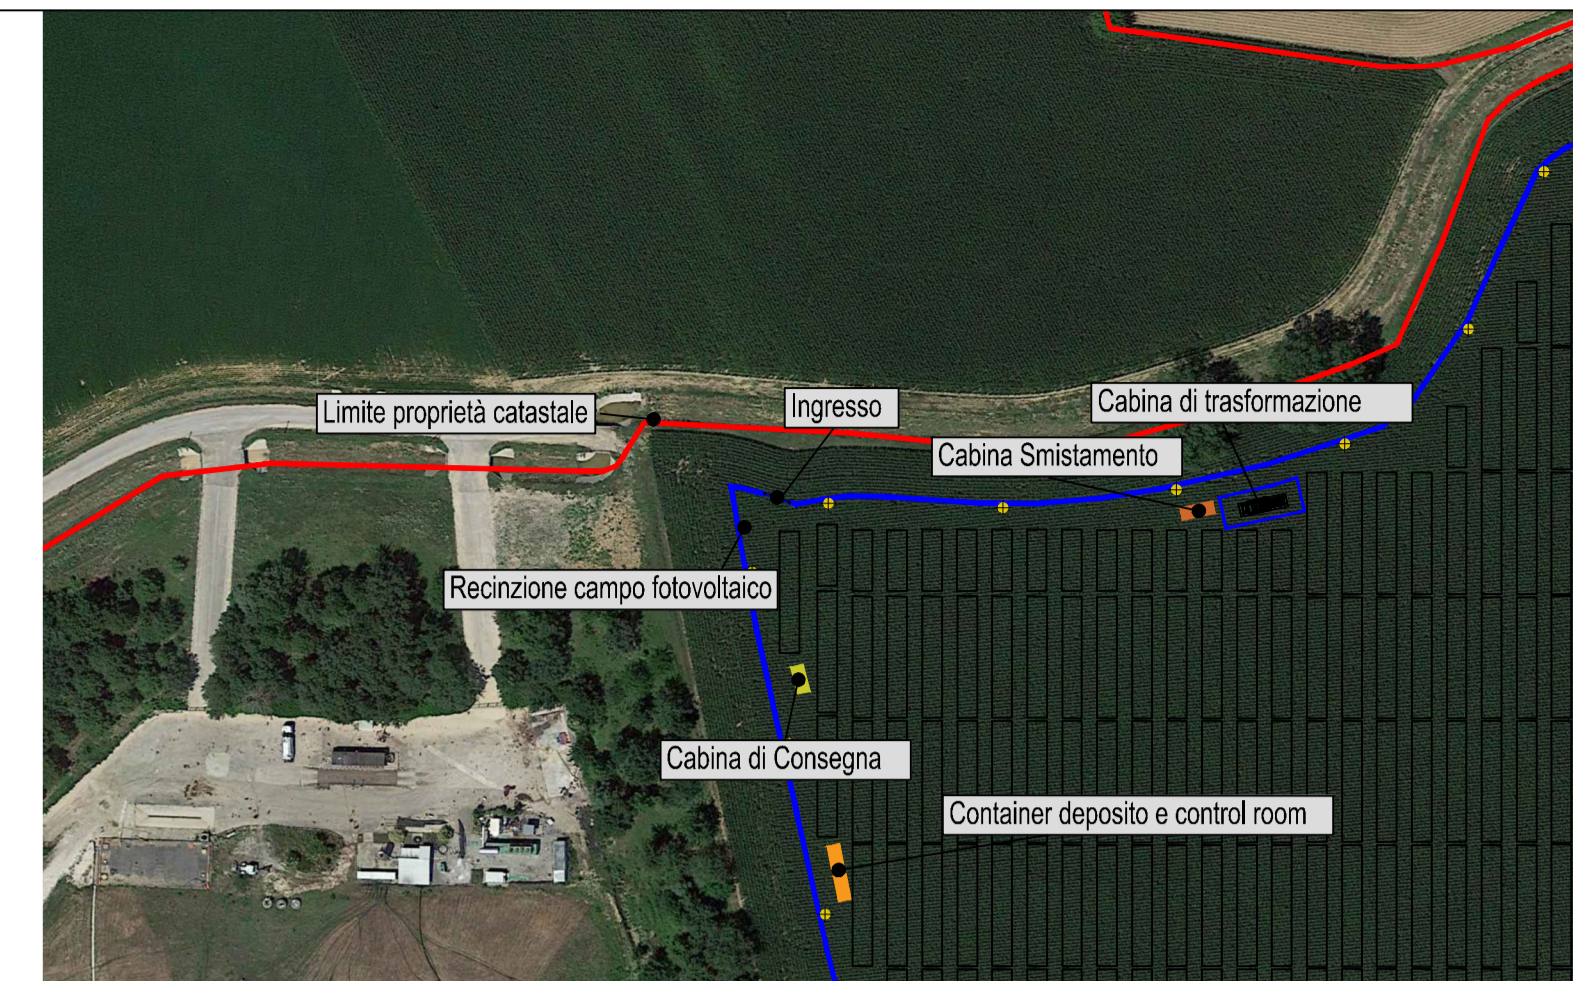 Limite proprietà catastale
Ingresso
Cabina di trasformazione
Cabina Smistamento
Recinzione campo fotovoltaico
Cabina di Consegna
Container deposito e control room